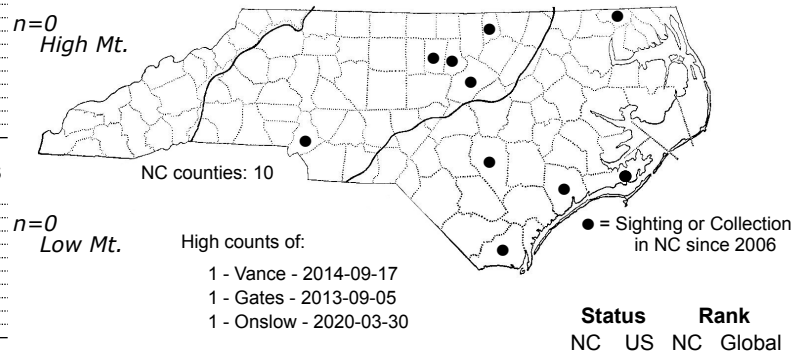 n=0
High Mt.
NC counties: 10
n=0
Low Mt.
High counts of:
1 - Vance - 2014-09-17
1 - Gates - 2013-09-05
1 - Onslow - 2020-03-30
● = Sighting or Collection
in NC since 2006
Status Rank
NC US NC Global